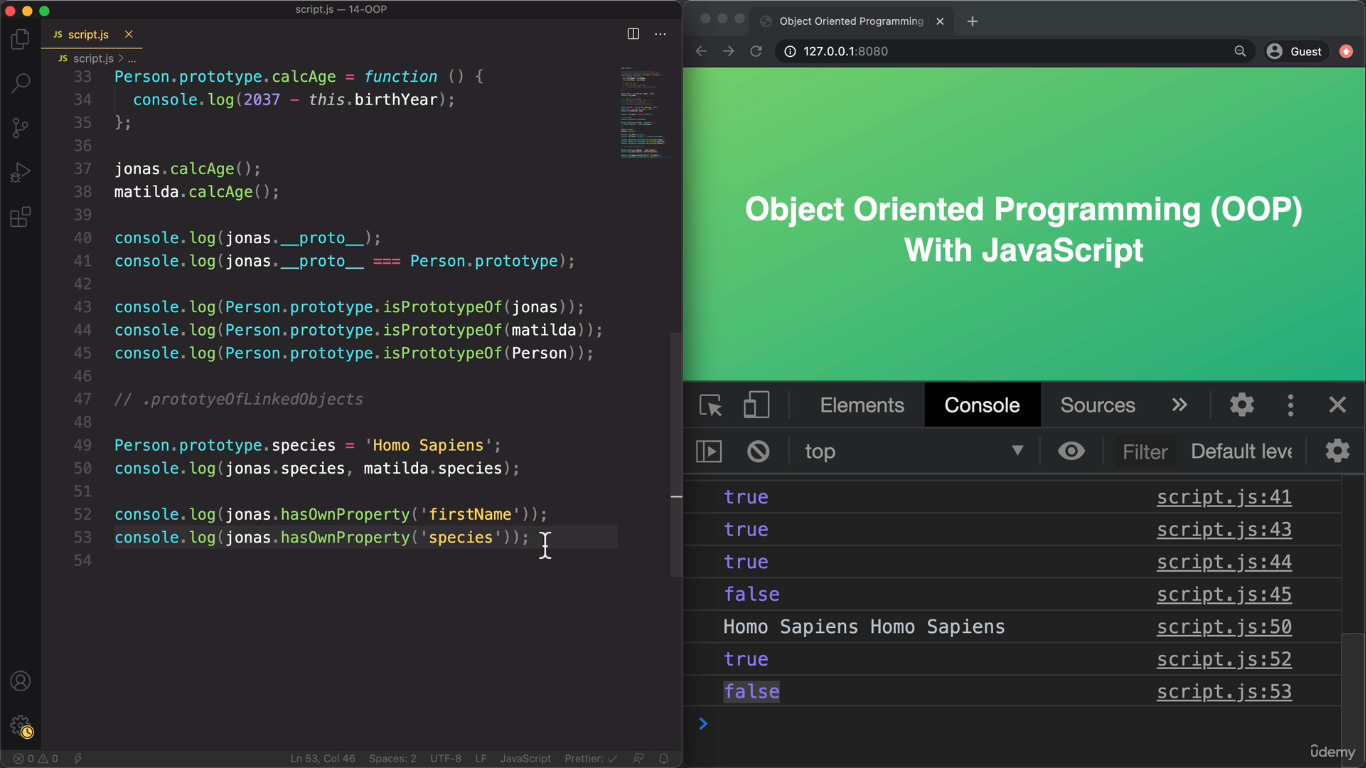 script.js — 14-OOP
JS script.js ×
JS script.js > ...
33 Person.prototype.calcAge = function () {
34 console.log(2037 - this.birthYear);
35 };
36
37 jonas.calcAge();
38 matilda.calcAge();
39
40 console.log(jonas.__proto__);
41 console.log(jonas.__proto__ === Person.prototype);
42
43 console.log(Person.prototype.isPrototypeOf(jonas));
44 console.log(Person.prototype.isPrototypeOf(matilda));
45 console.log(Person.prototype.isPrototypeOf(Person));
46
47 // .prototyeOfLinkedObjects
48
49 Person.prototype.species = 'Homo Sapiens';
50 console.log(jonas.species, matilda.species);
51
52 console.log(jonas.hasOwnProperty('firstName'));
53 console.log(jonas.hasOwnProperty('species'));
54
0 0
Ln 53, Col 46 Spaces: 2 UTF-8 LF JavaScript Prettier: ✓
Object Oriented Programming ×
127.0.0.1:8080 Guest
Object Oriented Programming (OOP)
With JavaScript
Elements Console Sources »
top Filter Default leve
true script.js:41
true script.js:43
true script.js:44
false script.js:45
Homo Sapiens Homo Sapiens script.js:50
true script.js:52
false script.js:53
>
ûdemy